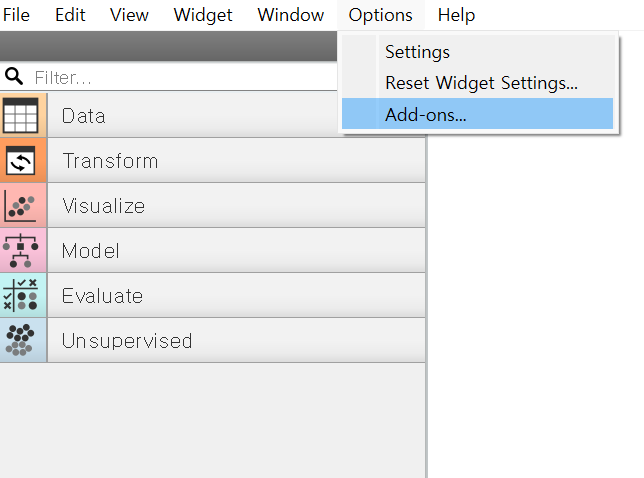 File Edit View Widget Window Options Help
Settings
Reset Widget Settings...
Add-ons...
Filter...
Data
Transform
Visualize
Model
Evaluate
Unsupervised